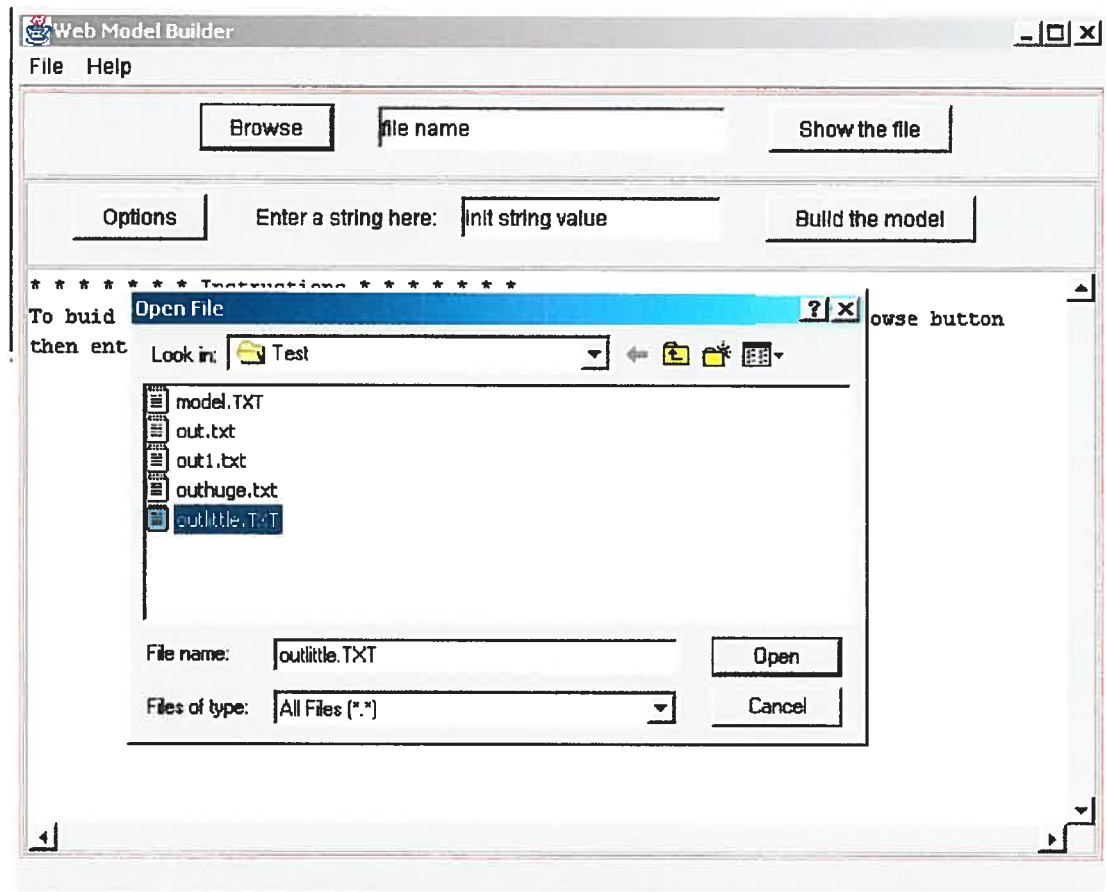 Web Model Builder
File Help
Browse file name Show the file
Options Enter a string here: init string value Build the model
* * * * * * * Instructions * * * * * * *
To buid owse button
then ent
Open File
Look in: Test
model.TXT
out.txt
out1.txt
outhuge.txt
outlittle.TXT
File name: outlittle.TXT Open
Files of type: All Files (*.*) Cancel